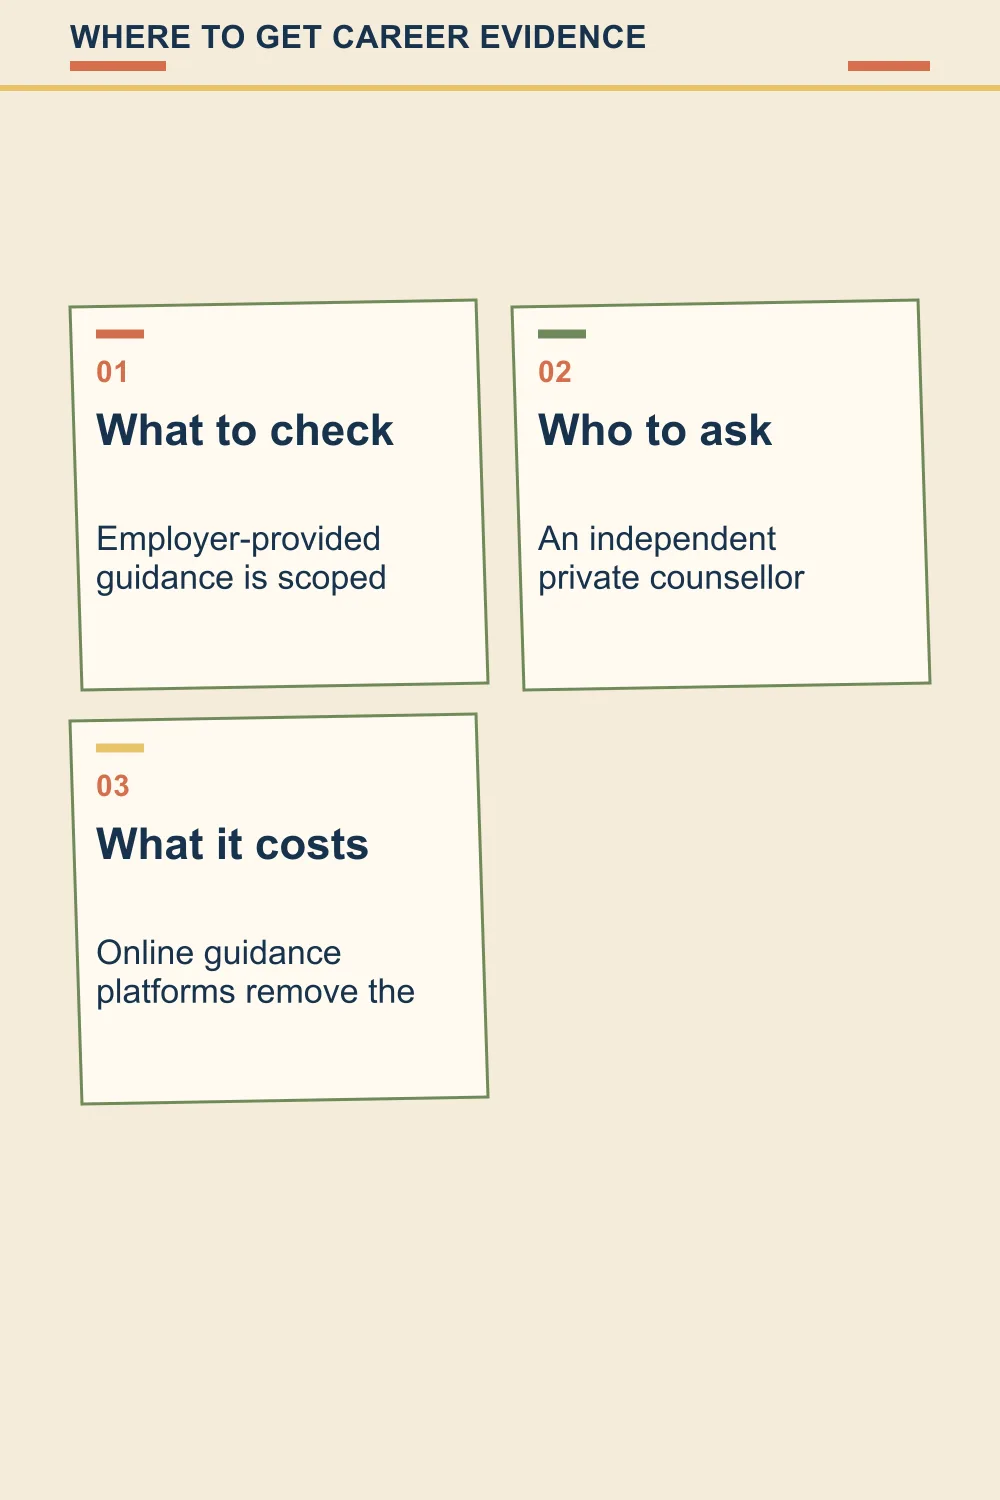 WHERE TO GET CAREER EVIDENCE
01
What to check
Employer-provided
guidance is scoped
02
Who to ask
An independent
private counsellor
03
What it costs
Online guidance
platforms remove the